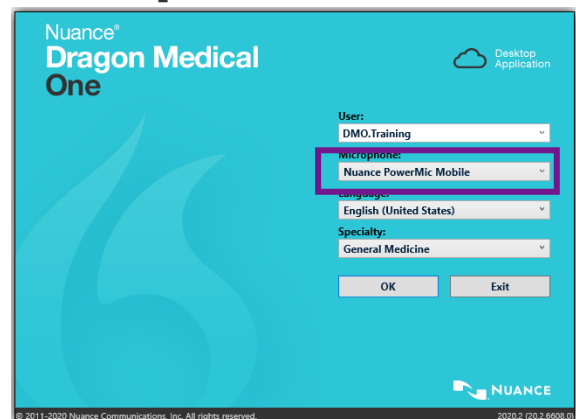 Nuance®
Dragon Medical
One
Desktop
Application
User:
DMO.Training
Microphone:
Nuance PowerMic Mobile
Language:
English (United States)
Specialty:
General Medicine
OK Exit
NUANCE
© 2011-2020 Nuance Communications, Inc. All rights reserved. 2020.2 (20.2.6608.0)